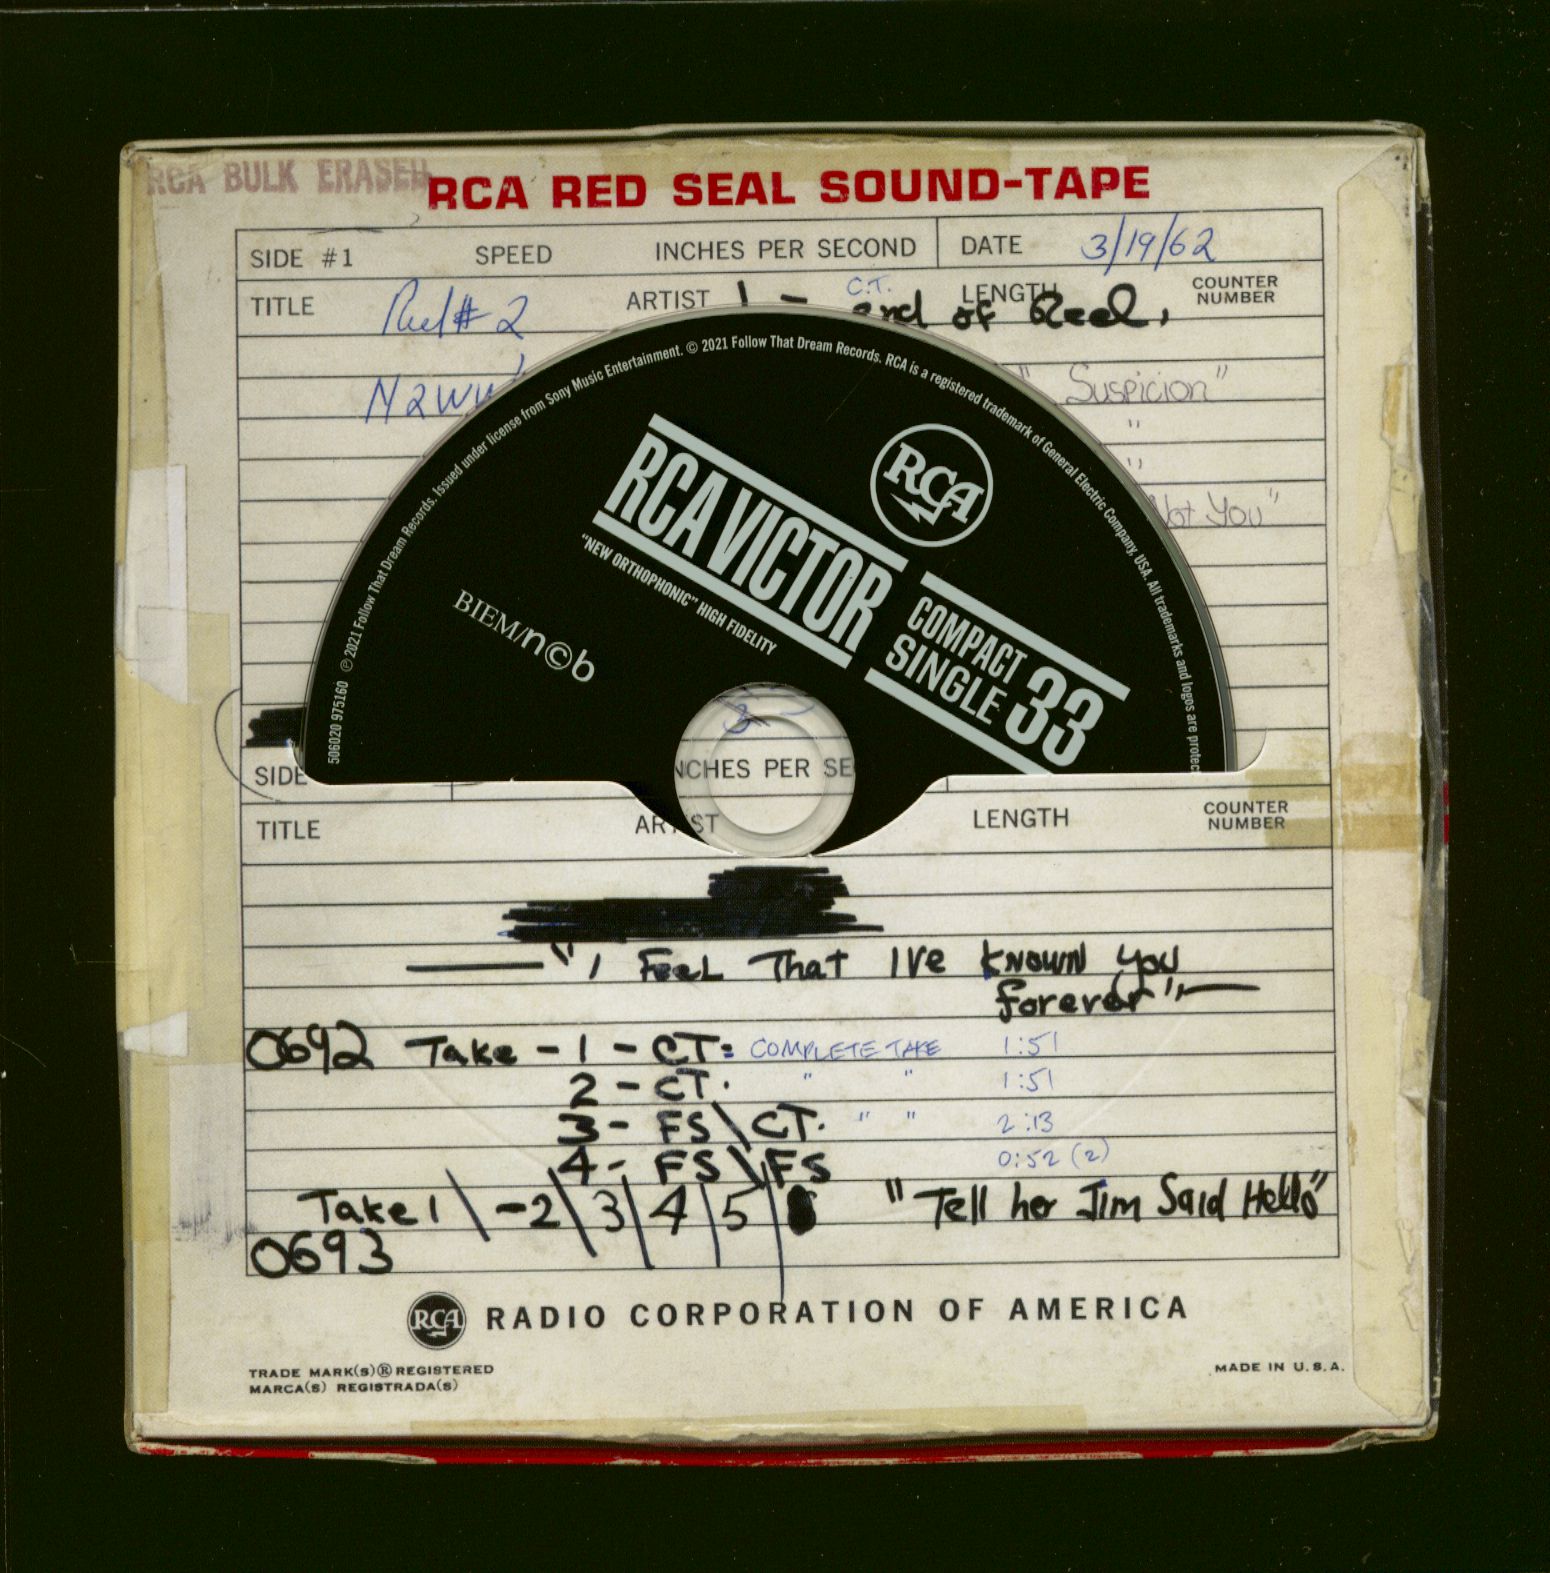 RCA BULK ERASED
RCA RED SEAL SOUND-TAPE
SIDE #1 SPEED INCHES PER SECOND DATE 3/19/62
TITLE Reel # 2 ARTIST 1 - C.T. LENGTH COUNTER NUMBER
end of Reel.
N2WW "Suspicion"
"
"
Not You"
506020 975160 ℗ 2021 Follow That Dream Records. Issued under license from Sony Music Entertainment. © 2021 Follow That Dream Records. RCA is a registered trademark of General Electric Company, USA. All trademarks and logos are protec
RCA
RCA VICTOR
"NEW ORTHOPHONIC" HIGH FIDELITY
COMPACT
SINGLE 33
BIEM/n©b
3
SIDE INCHES PER SE
TITLE ARTIST LENGTH COUNTER NUMBER
"I Feel That I've Known you
forever"
0692 Take - 1 - CT: COMPLETE TAKE 1:51
2 - CT. " " 1:51
3 - FS \ CT. " " 2:13
4 - FS \ FS 0:52 (2)
Take 1 \ -2 \ 3 \ 4 | 5 | "Tell her Jim Said Hello"
0693
RCA RADIO CORPORATION OF AMERICA
TRADE MARK(S) ® REGISTERED
MARCA(S) REGISTRADA(S)
MADE IN U.S.A.